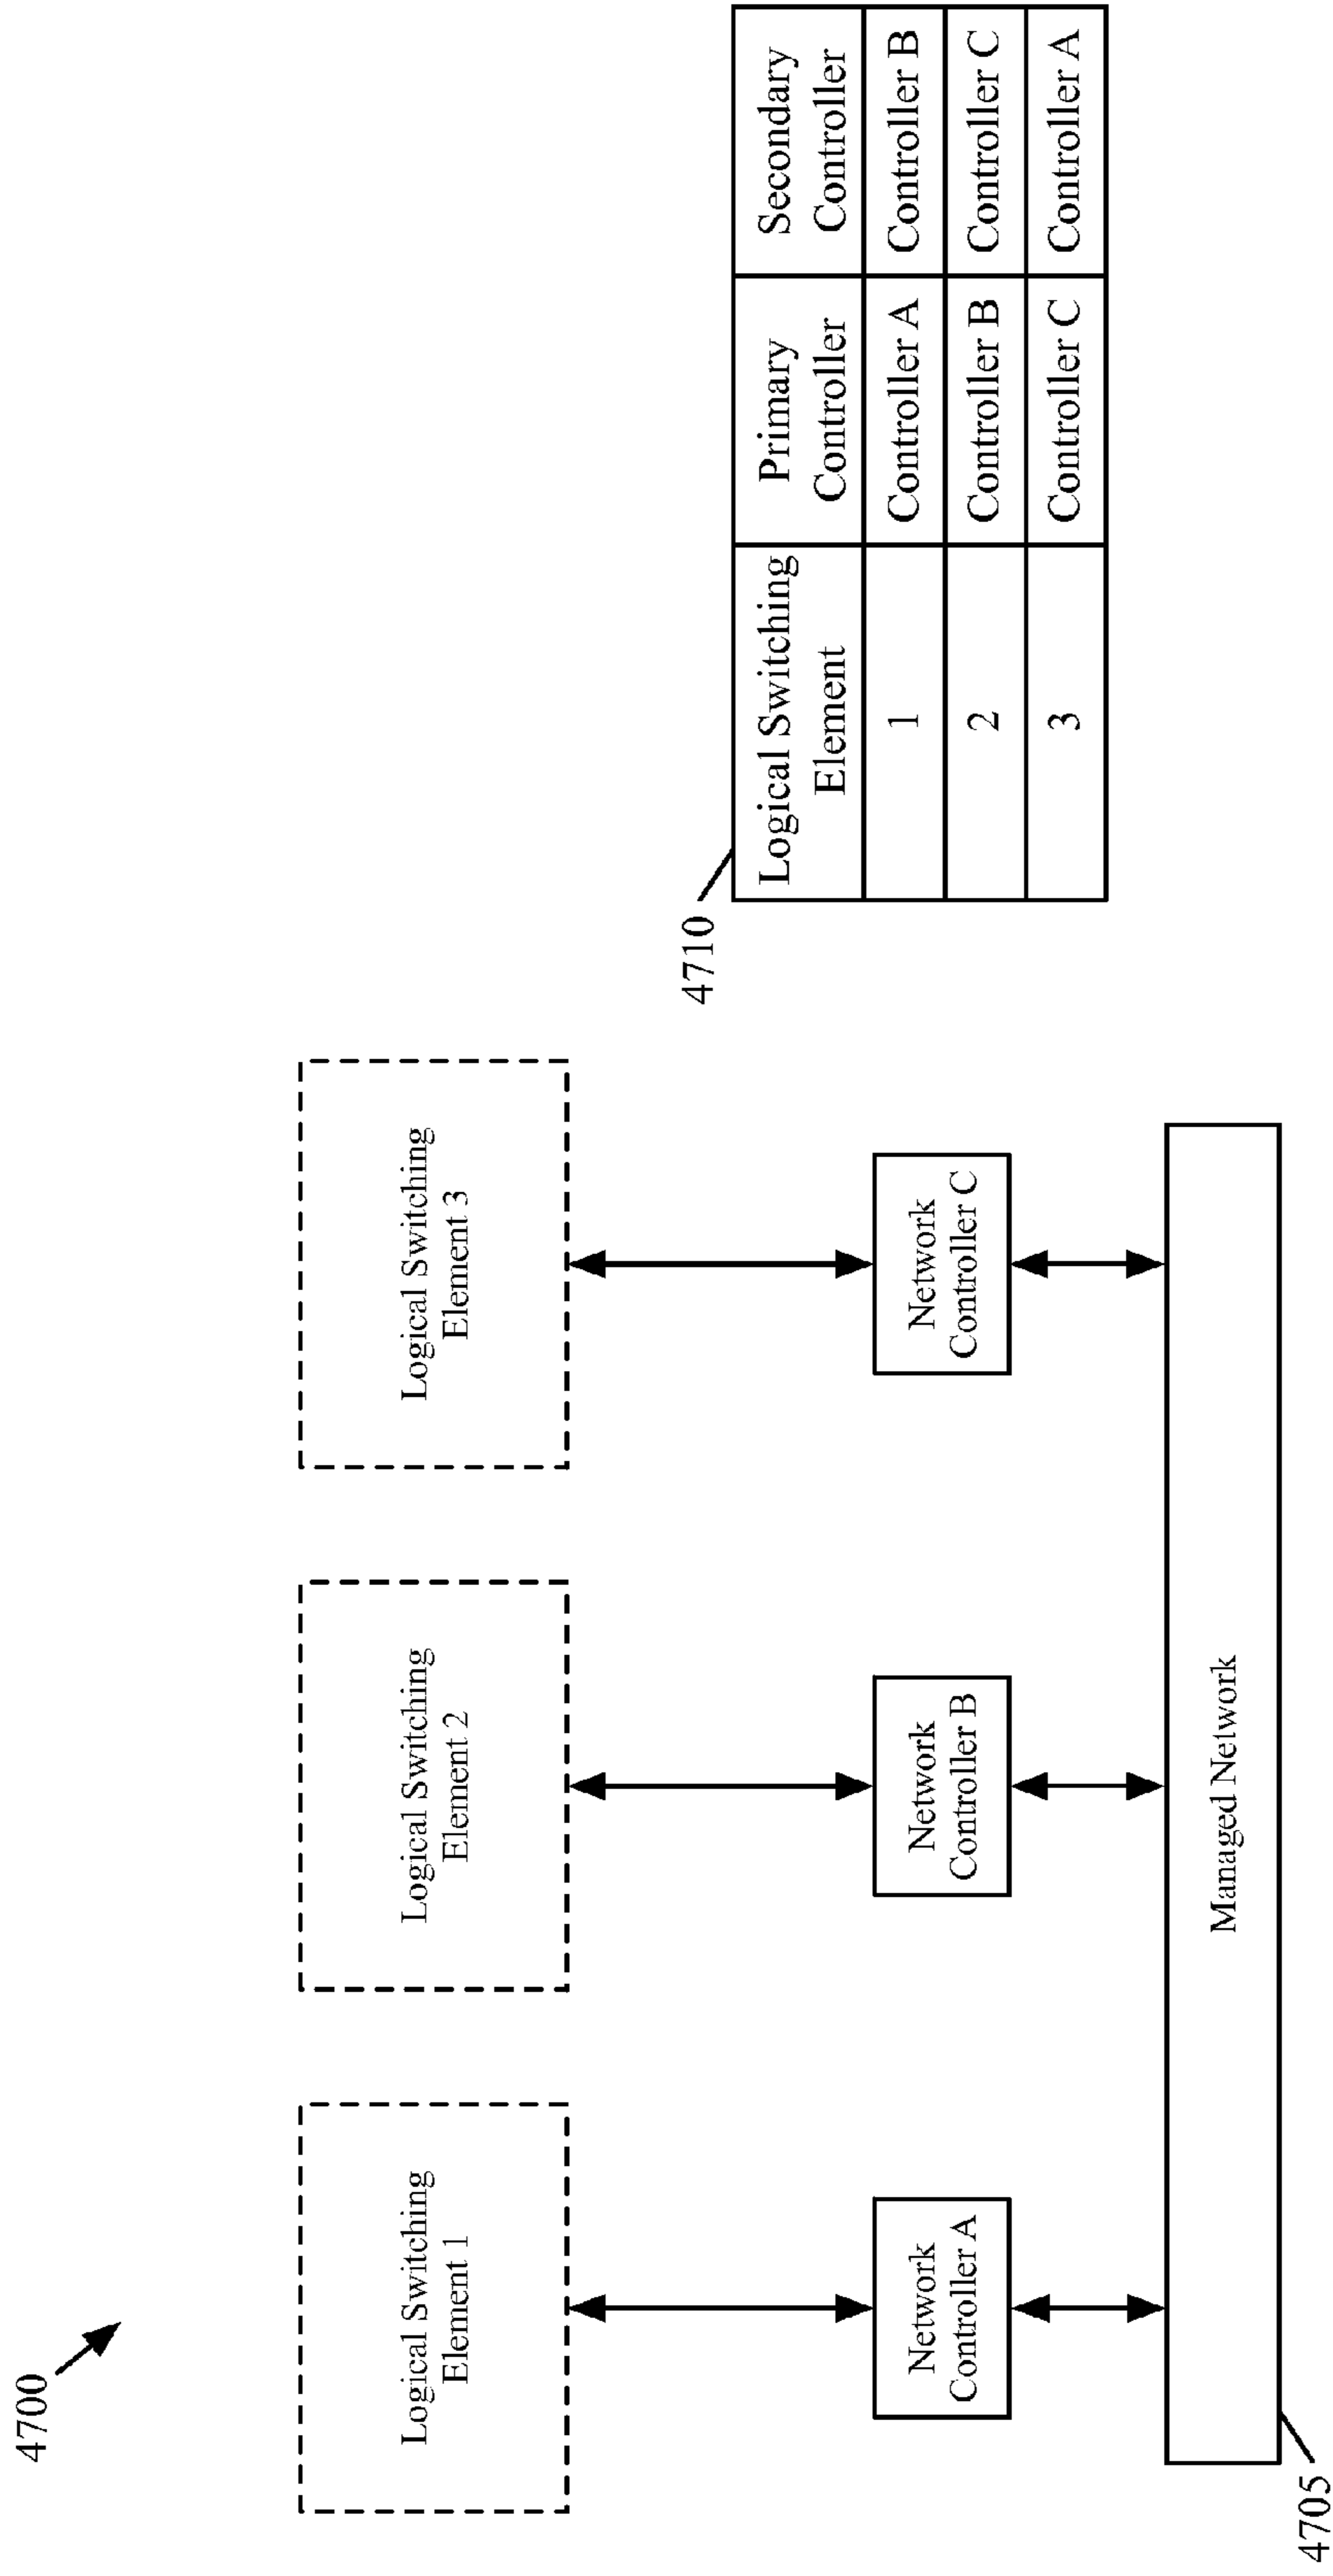 4700
Logical Switching
Element 1
Logical Switching
Element 2
Logical Switching
Element 3
Network
Controller A
Network
Controller B
Network
Controller C
Managed Network
4705
4710
Logical Switching
Element
Primary
Controller
Secondary
Controller
1
Controller A
Controller B
2
Controller B
Controller C
3
Controller C
Controller A